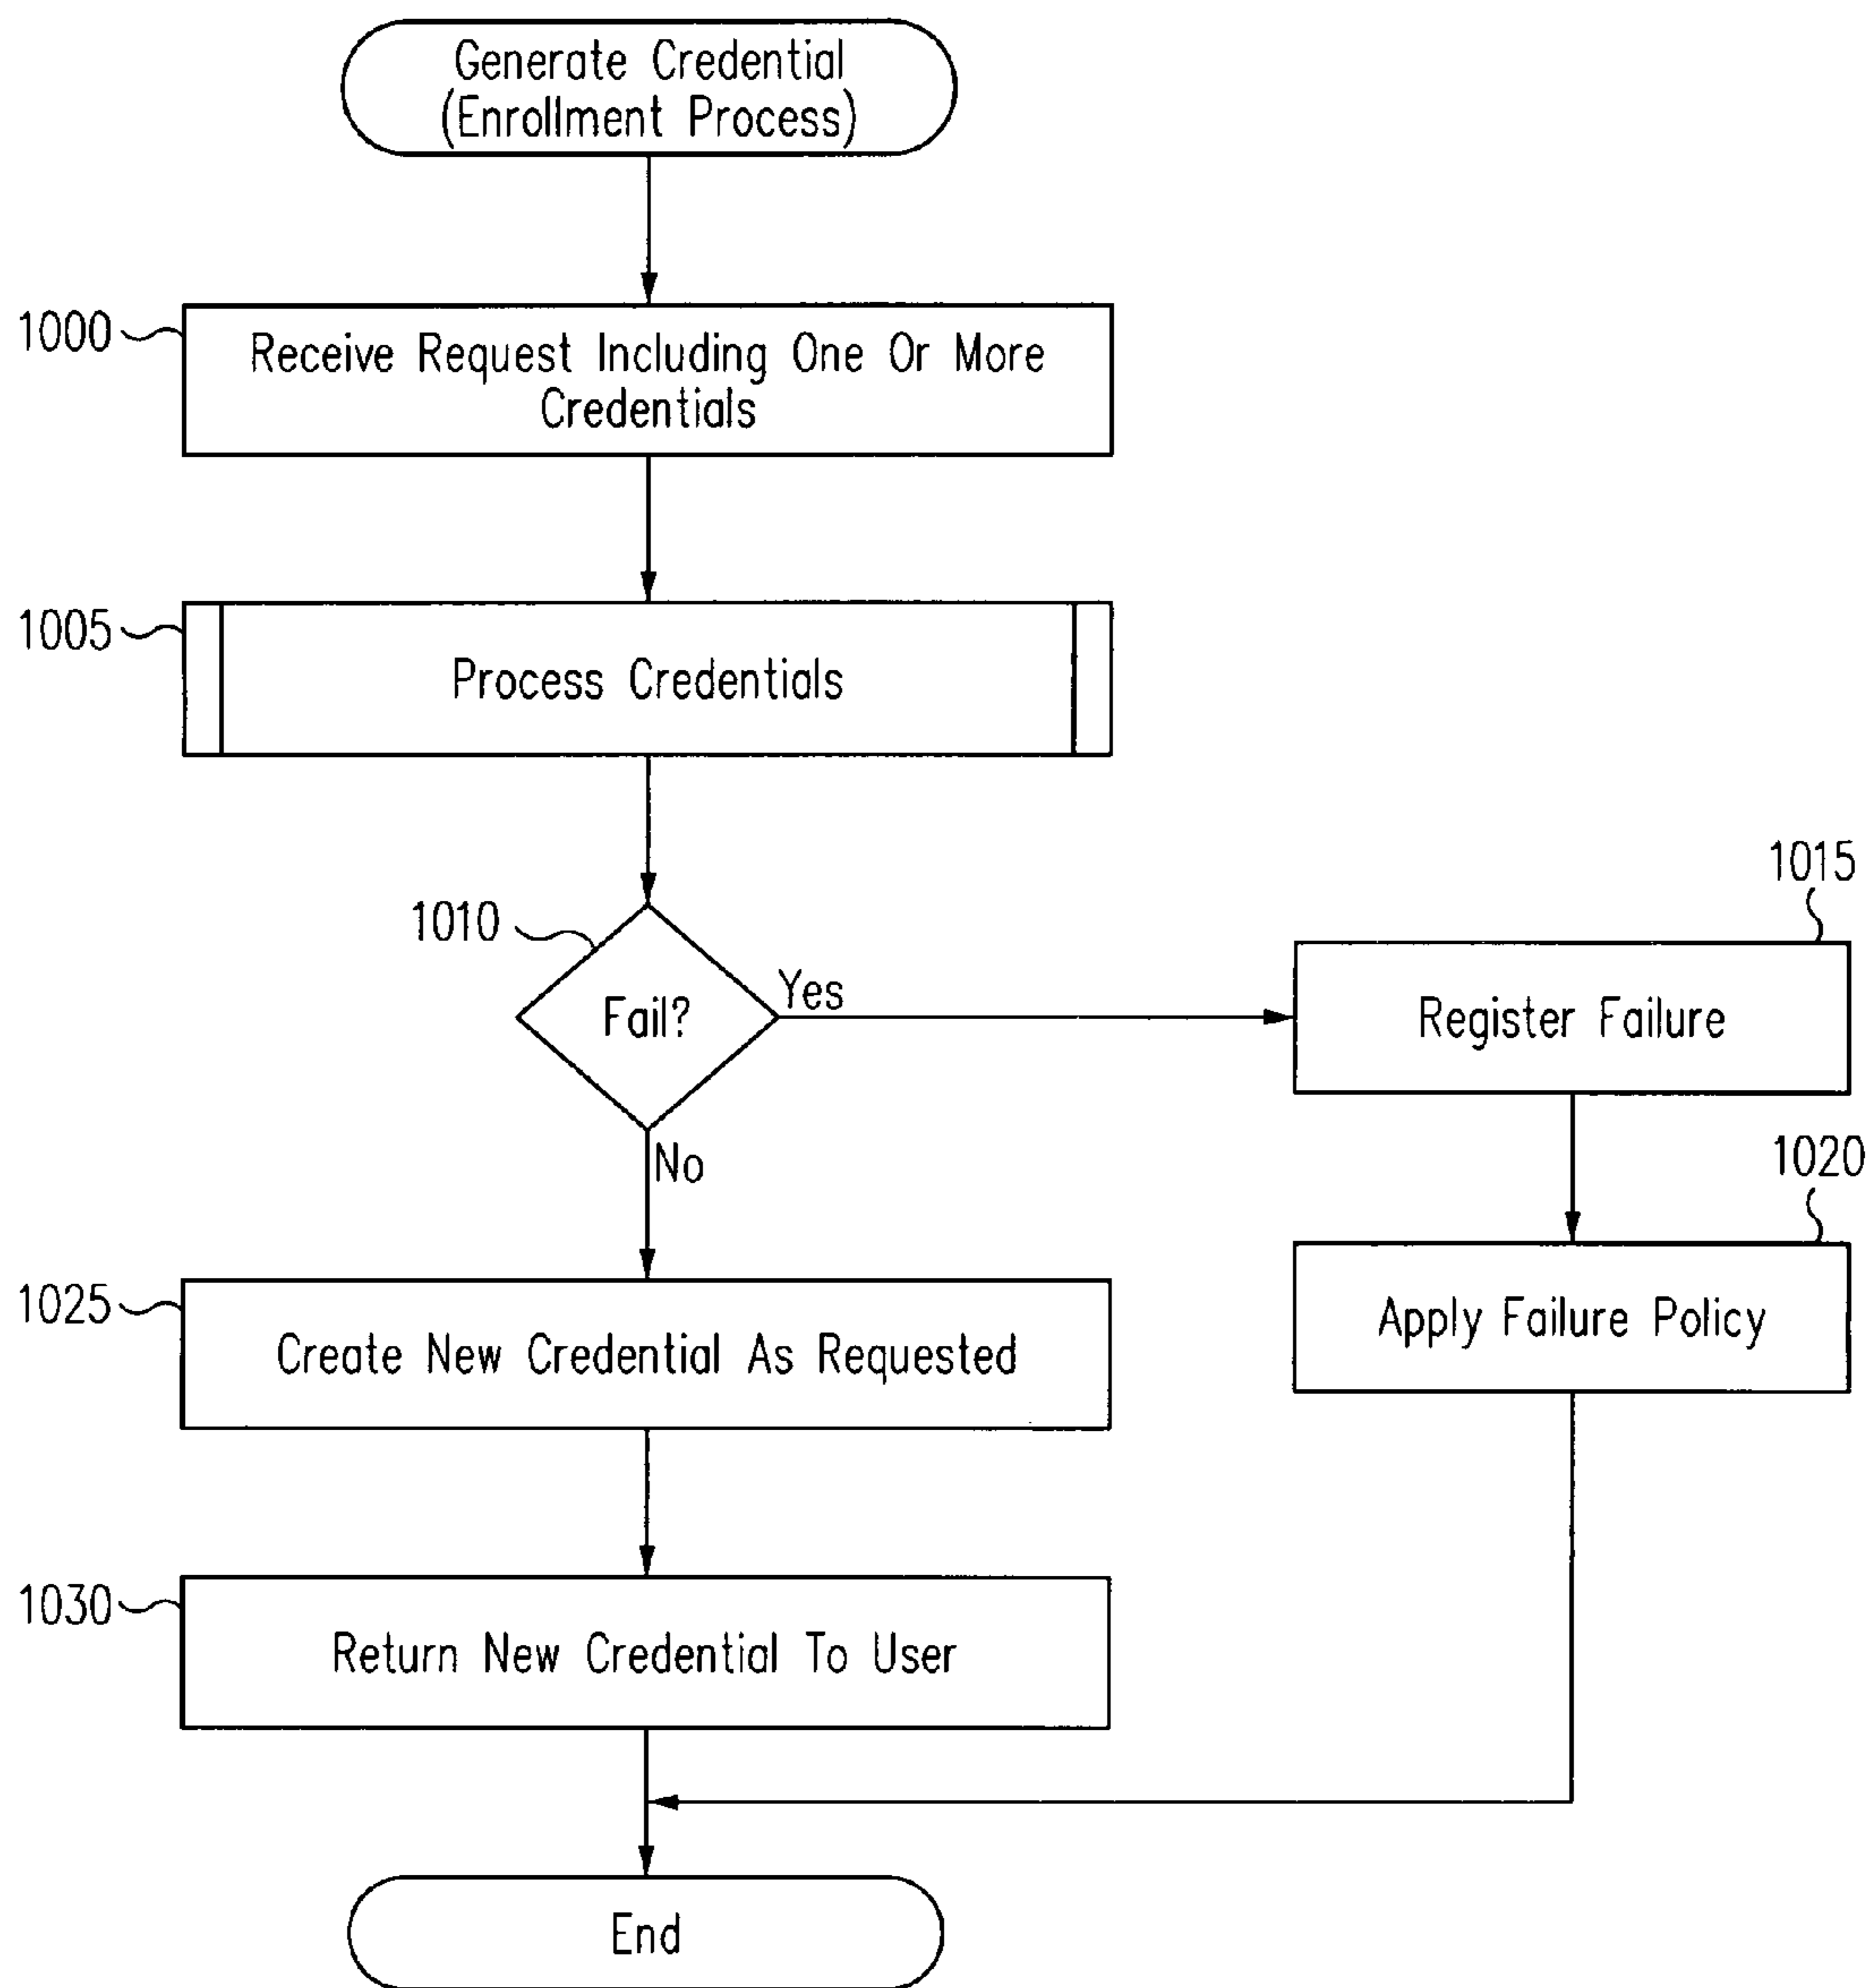 Generate Credential
(Enrollment Process)
1000
Receive Request Including One Or More
Credentials
1005
Process Credentials
1010
Fail?
Yes
No
1015
Register Failure
1020
Apply Failure Policy
1025
Create New Credential As Requested
1030
Return New Credential To User
End